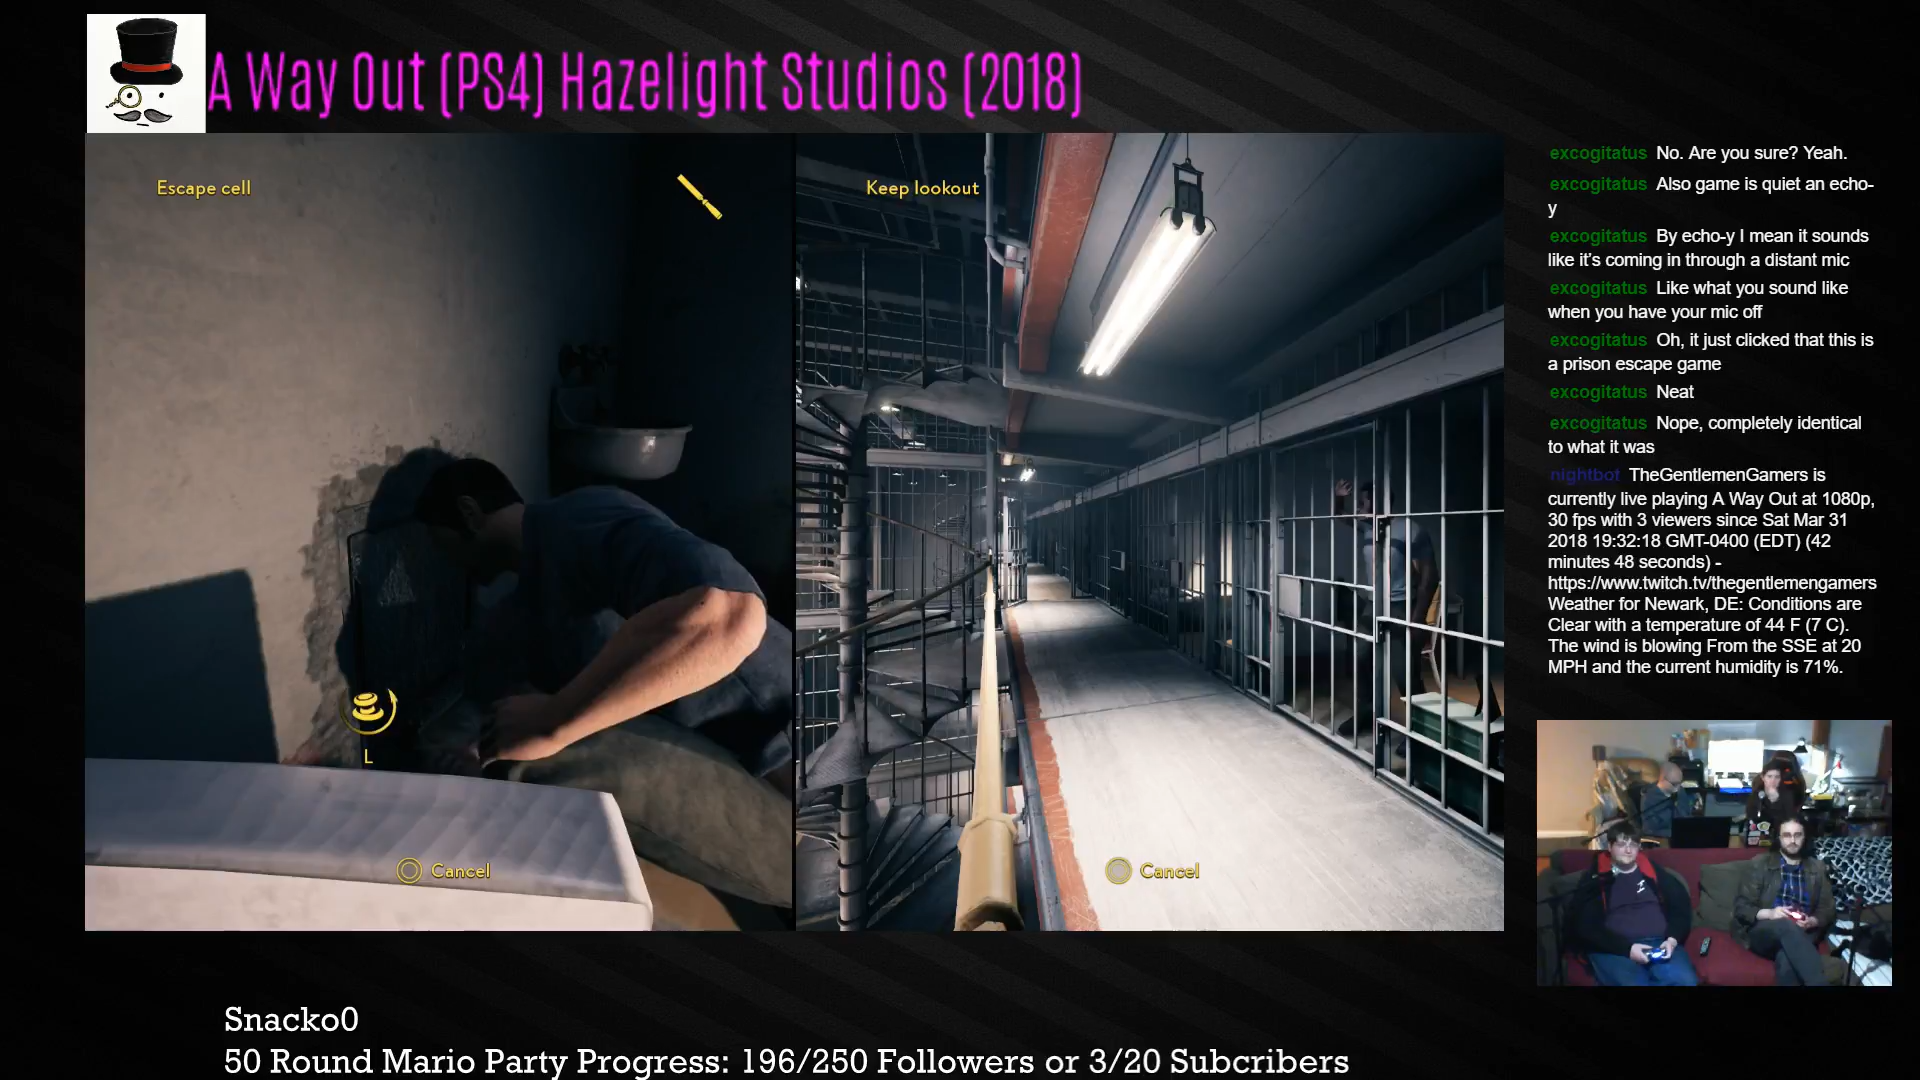 A Way Out (PS4) Hazelight Studios (2018)
Escape cell
Keep lookout
L
Cancel
Cancel
excogitatus No. Are you sure? Yeah.
excogitatus Also game is quiet an echo-
y
excogitatus By echo-y I mean it sounds
like it's coming in through a distant mic
excogitatus Like what you sound like
when you have your mic off
excogitatus Oh, it just clicked that this is
a prison escape game
excogitatus Neat
excogitatus Nope, completely identical
to what it was
nightbot TheGentlemenGamers is
currently live playing A Way Out at 1080p,
30 fps with 3 viewers since Sat Mar 31
2018 19:32:18 GMT-0400 (EDT) (42
minutes 48 seconds) -
https://www.twitch.tv/thegentlemengamers
Weather for Newark, DE: Conditions are
Clear with a temperature of 44 F (7 C).
The wind is blowing From the SSE at 20
MPH and the current humidity is 71%.
Snacko0
50 Round Mario Party Progress: 196/250 Followers or 3/20 Subcribers